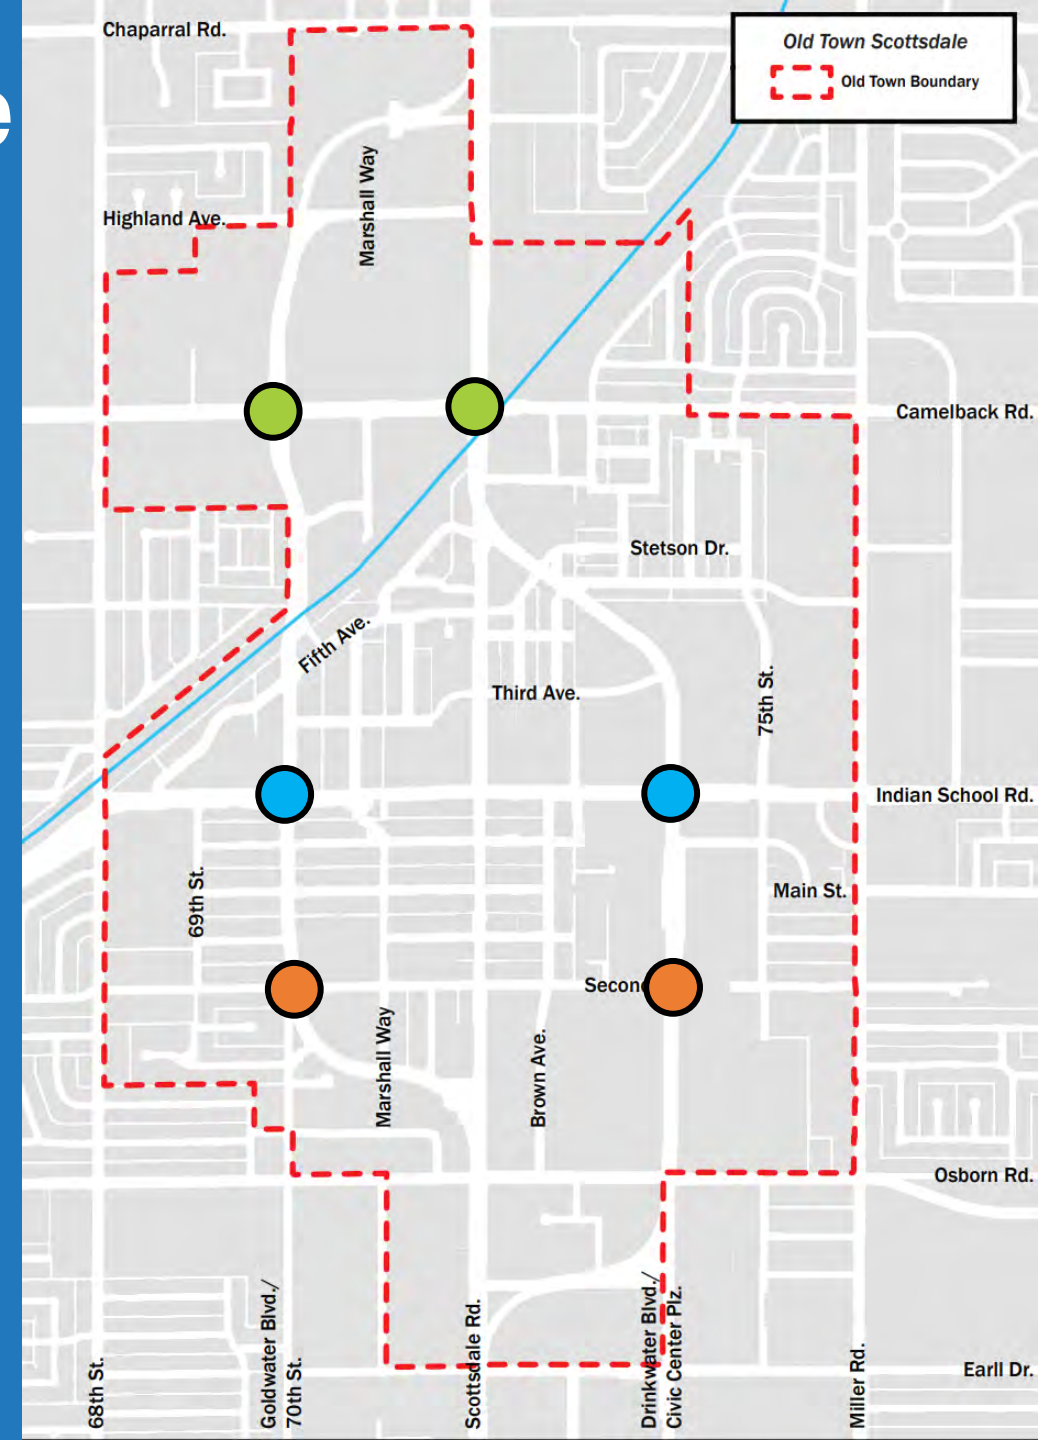 e
Old Town Scottsdale
Old Town Boundary
Chaparral Rd.
Marshall Way
Highland Ave.
Camelback Rd.
Stetson Dr.
Fifth Ave.
Third Ave.
75th St.
Indian School Rd.
69th St.
Main St.
Second
Marshall Way
Brown Ave.
Osborn Rd.
68th St.
Goldwater Blvd./
70th St.
Scottsdale Rd.
Drinkwater Blvd./
Civic Center Plz.
Miller Rd.
Earll Dr.